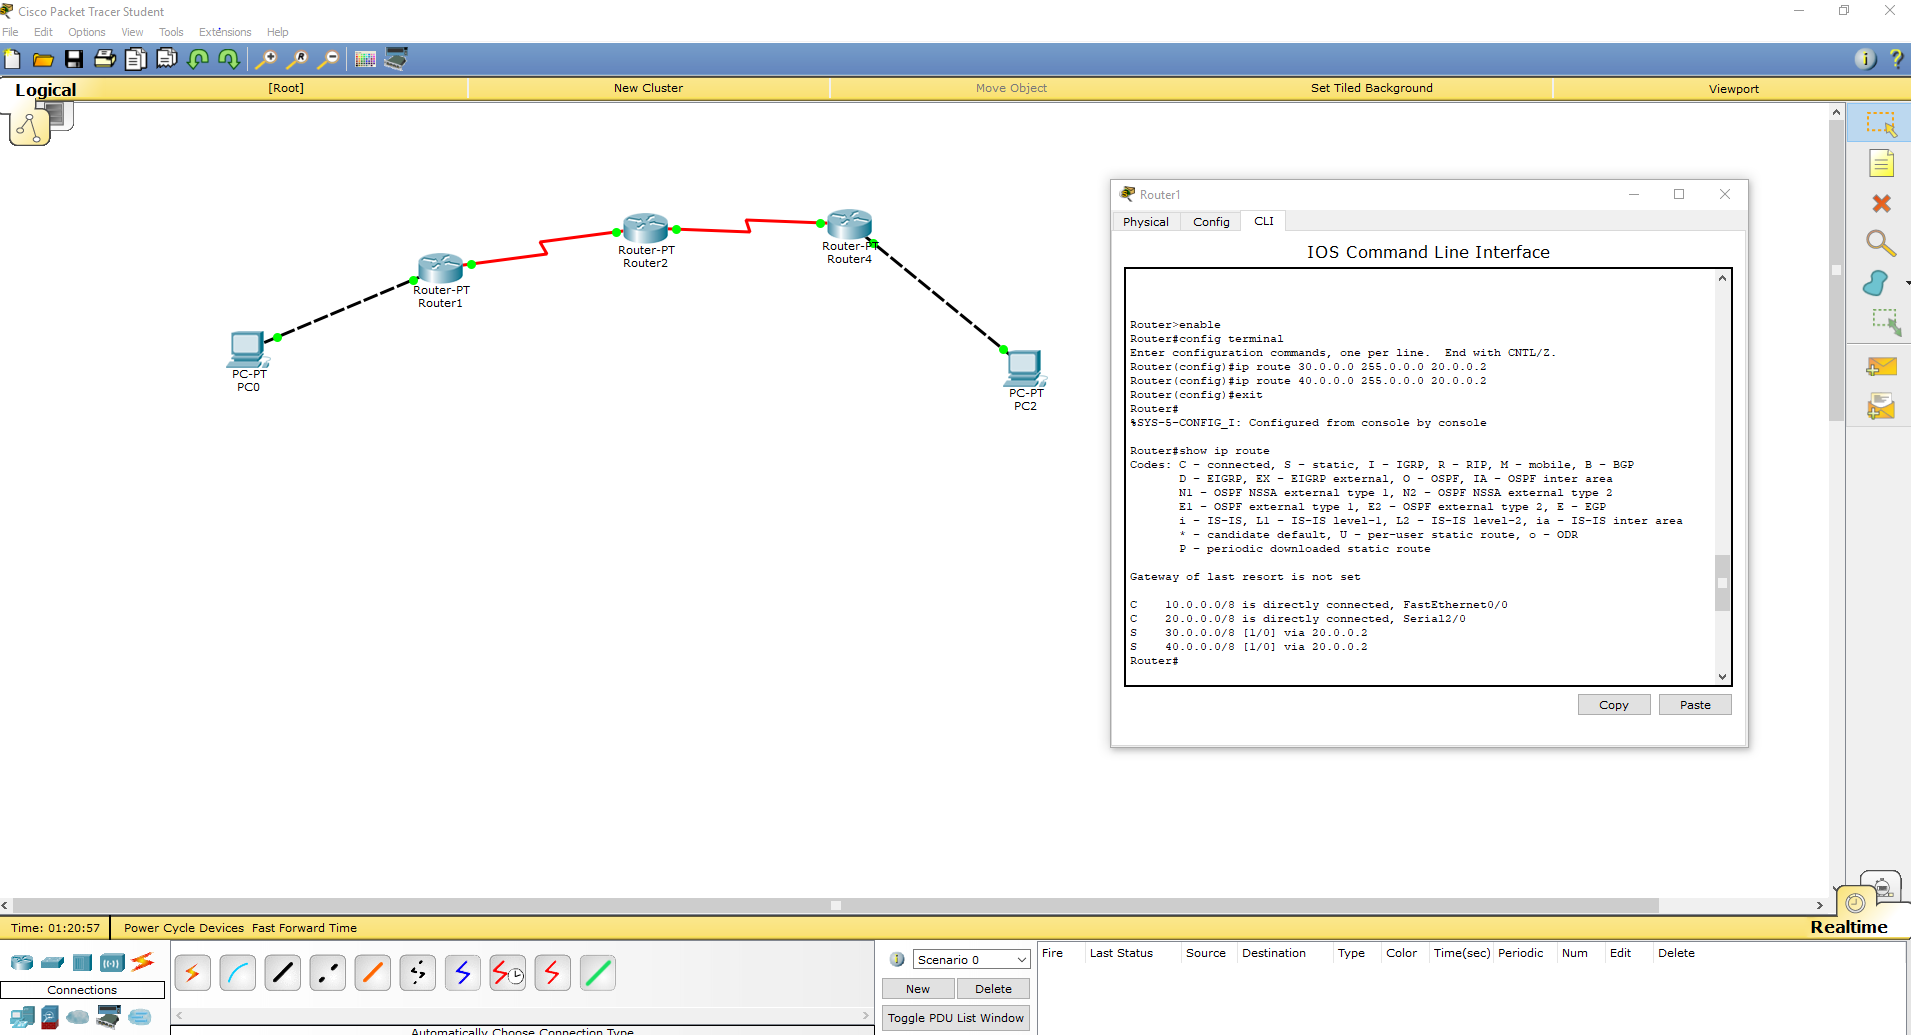 Cisco Packet Tracer Student
File Edit Options View Tools Extensions Help
Logical [Root] New Cluster Move Object Set Tiled Background Viewport
Router-PT
Router1
Router-PT
Router2
Router-PT
Router4
PC-PT
PC0
PC-PT
PC2
Router1
Physical Config CLI
IOS Command Line Interface
Router>enable
Router#config terminal
Enter configuration commands, one per line.  End with CNTL/Z.
Router(config)#ip route 30.0.0.0 255.0.0.0 20.0.0.2
Router(config)#ip route 40.0.0.0 255.0.0.0 20.0.0.2
Router(config)#exit
Router#
%SYS-5-CONFIG_I: Configured from console by console
Router#show ip route
Codes: C - connected, S - static, I - IGRP, R - RIP, M - mobile, B - BGP
D - EIGRP, EX - EIGRP external, O - OSPF, IA - OSPF inter area
N1 - OSPF NSSA external type 1, N2 - OSPF NSSA external type 2
E1 - OSPF external type 1, E2 - OSPF external type 2, E - EGP
i - IS-IS, L1 - IS-IS level-1, L2 - IS-IS level-2, ia - IS-IS inter area
* - candidate default, U - per-user static route, o - ODR
P - periodic downloaded static route
Gateway of last resort is not set
C    10.0.0.0/8 is directly connected, FastEthernet0/0
C    20.0.0.0/8 is directly connected, Serial2/0
S    30.0.0.0/8 [1/0] via 20.0.0.2
S    40.0.0.0/8 [1/0] via 20.0.0.2
Router#
Copy Paste
Time: 01:20:57 Power Cycle Devices Fast Forward Time Realtime
Connections
Automatically Choose Connection Type
Scenario 0
New Delete
Toggle PDU List Window
Fire Last Status Source Destination Type Color Time(sec) Periodic Num Edit Delete